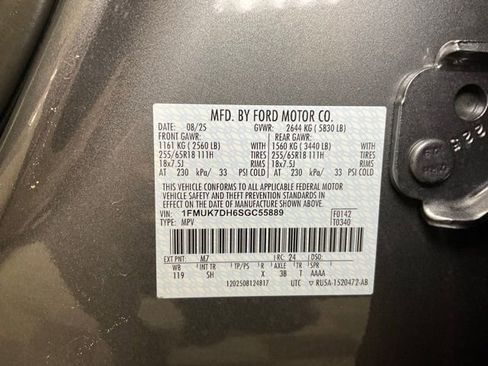 MFD. BY FORD MOTOR CO.
DATE: 08/25 GVWR: 2644 KG ( 5830 LB)
FRONT GAWR: REAR GAWR:
1161 KG ( 2560 LB) WITH 1560 KG ( 3440 LB) WITH
255/65R18 111H TIRES 255/65R18 111H TIRES
18x7.5J RIMS 18x7.5J RIMS
AT 230 kPa/ 33 PSI COLD AT 230 kPa/ 33 PSI COLD
THIS VEHICLE CONFORMS TO ALL APPLICABLE FEDERAL MOTOR
VEHICLE SAFETY AND THEFT PREVENTION STANDARDS IN EFFECT
ON THE DATE OF MANUFACTURE SHOWN ABOVE.
VIN: 1FMUK7DH6SGC55889 F0142
TYPE: MPV T0340
EXT PNT: M7 RC: 24 DSO:
WB INT TR TP/PS R AXLE TR SPR
119 SH X 38 T AAAA
1202508124817 UTC RU5A-1520472-AB
225